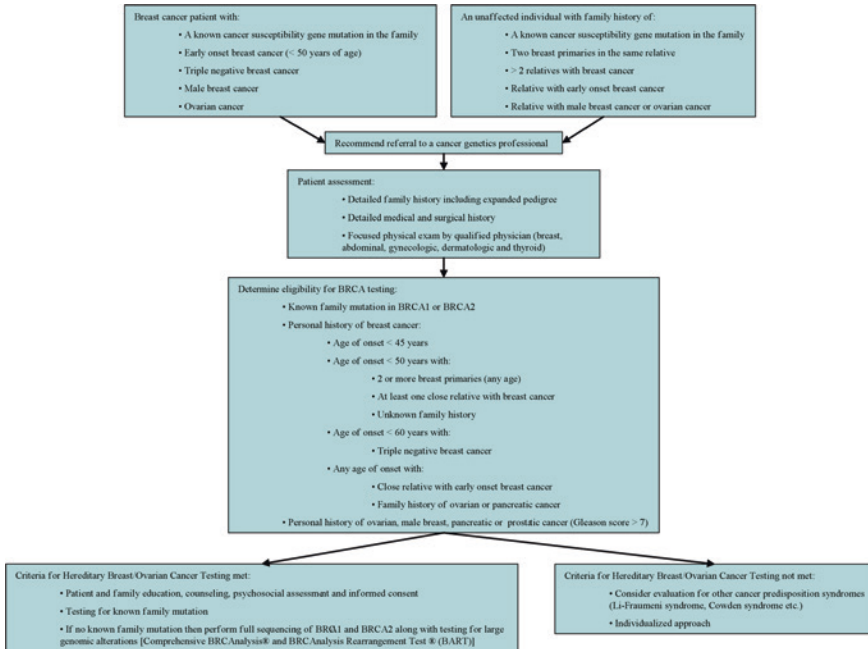 Breast cancer patient with:
• A known cancer susceptibility gene mutation in the family
• Early onset breast cancer (< 50 years of age)
• Triple negative breast cancer
• Male breast cancer
• Ovarian cancer
An unaffected individual with family history of:
• A known cancer susceptibility gene mutation in the family
• Two breast primaries in the same relative
• > 2 relatives with breast cancer
• Relative with early onset breast cancer
• Relative with male breast cancer or ovarian cancer
Recommend referral to a cancer genetics professional
Patient assessment:
• Detailed family history including expanded pedigree
• Detailed medical and surgical history
• Focused physical exam by qualified physician (breast,
abdominal, gynecologic, dermatologic and thyroid)
Determine eligibility for BRCA testing:
• Known family mutation in BRCA1 or BRCA2
• Personal history of breast cancer:
• Age of onset < 45 years
• Age of onset < 50 years with:
• 2 or more breast primaries (any age)
• At least one close relative with breast cancer
• Unknown family history
• Age of onset < 60 years with:
• Triple negative breast cancer
• Any age of onset with:
• Close relative with early onset breast cancer
• Family history of ovarian or pancreatic cancer
• Personal history of ovarian, male breast, pancreatic or prostatic cancer (Gleason score > 7)
Criteria for Hereditary Breast/Ovarian Cancer Testing met:
• Patient and family education, counseling, psychosocial assessment and informed consent
• Testing for known family mutation
• If no known family mutation then perform full sequencing of BRCA1 and BRCA2 along with testing for large
genomic alterations [Comprehensive BRCAnalysis® and BRCAnalysis Rearrangement Test ® (BART)]
Criteria for Hereditary Breast/Ovarian Cancer Testing not met:
• Consider evaluation for other cancer predisposition syndromes
(Li-Fraumeni syndrome, Cowden syndrome etc.)
• Individualized approach